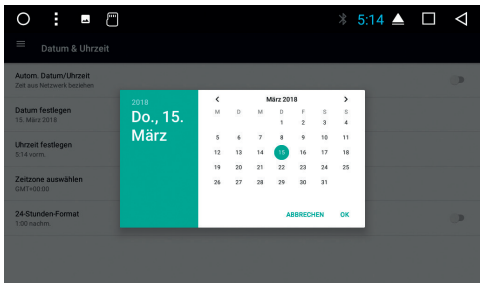 5:14
Datum & Uhrzeit
Autom. Datum/Uhrzeit
Zeit aus Netzwerk beziehen
Datum festlegen
15. März 2018
Uhrzeit festlegen
5:14 vorm.
Zeitzone auswählen
GMT+00:00
24-Stunden-Format
1:00 nachm.
2018
Do., 15.
März
März 2018
M D M D F S S
1 2 3 4
5 6 7 8 9 10 11
12 13 14 15 16 17 18
19 20 21 22 23 24 25
26 27 28 29 30 31
ABBRECHEN OK